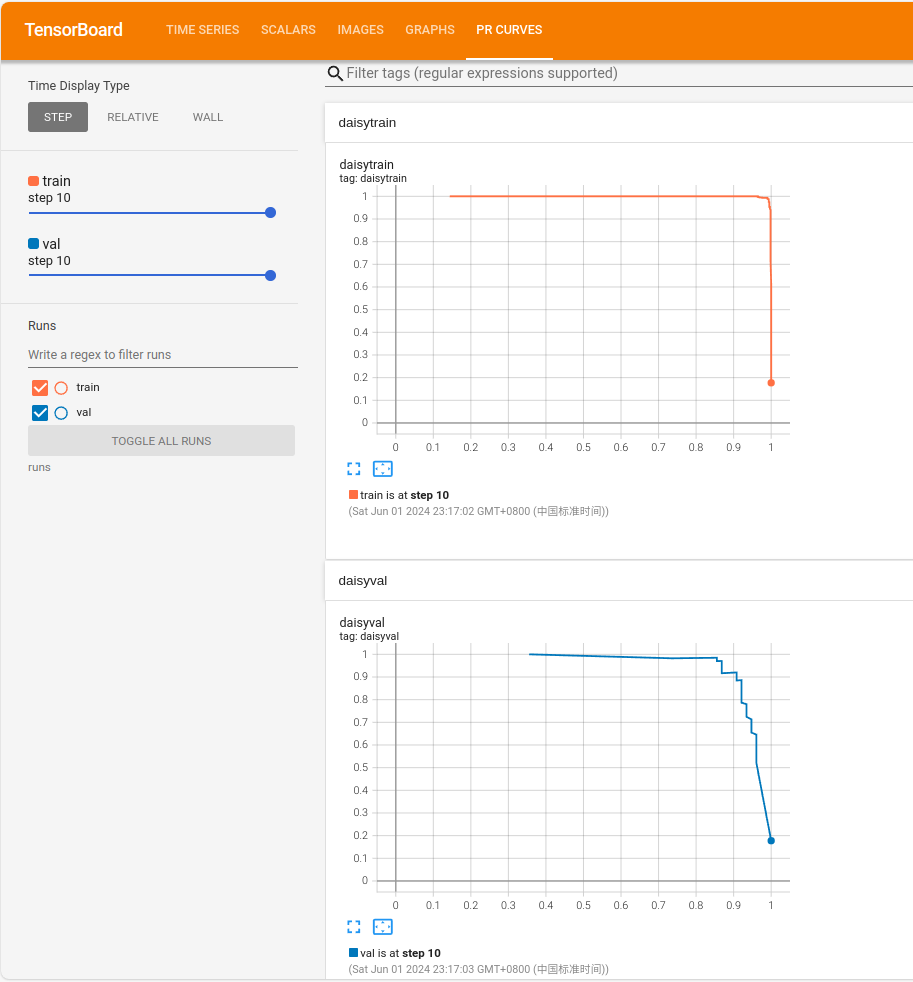 TensorBoard TIME SERIES SCALARS IMAGES GRAPHS PR CURVES
Time Display Type
STEP RELATIVE WALL
train
step 10
val
step 10
Runs
Write a regex to filter runs
train
val
TOGGLE ALL RUNS
runs
Filter tags (regular expressions supported)
daisytrain
daisytrain
tag: daisytrain
1
0.9
0.8
0.7
0.6
0.5
0.4
0.3
0.2
0.1
0
0 0.1 0.2 0.3 0.4 0.5 0.6 0.7 0.8 0.9 1
train is at step 10
(Sat Jun 01 2024 23:17:02 GMT+0800 (中国标准时间))
daisyval
daisyval
tag: daisyval
1
0.9
0.8
0.7
0.6
0.5
0.4
0.3
0.2
0.1
0
0 0.1 0.2 0.3 0.4 0.5 0.6 0.7 0.8 0.9 1
val is at step 10
(Sat Jun 01 2024 23:17:03 GMT+0800 (中国标准时间))